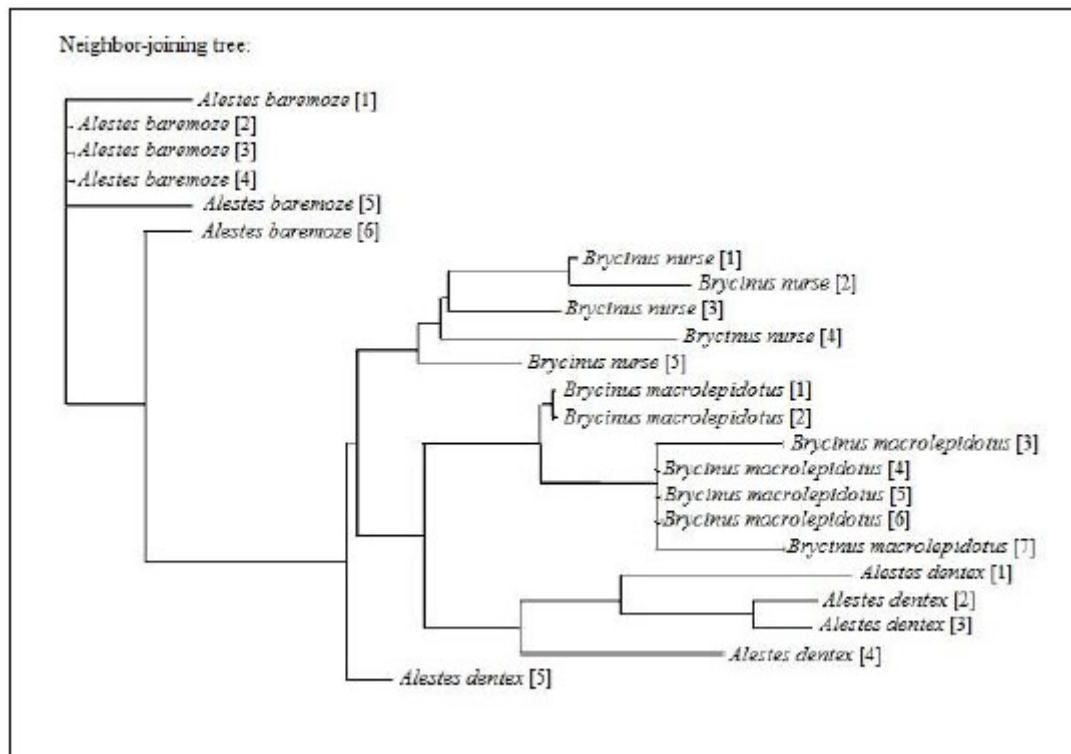 Neighbor-joining tree:
Alestes baremoze [1]
Alestes baremoze [2]
Alestes baremoze [3]
Alestes baremoze [4]
Alestes baremoze [5]
Alestes baremoze [6]
Brycinus nurse [1]
Brycinus nurse [2]
Brycinus nurse [3]
Brycinus nurse [4]
Brycinus nurse [5]
Brycinus macrolepidotus [1]
Brycinus macrolepidotus [2]
Brycinus macrolepidotus [3]
Brycinus macrolepidotus [4]
Brycinus macrolepidotus [5]
Brycinus macrolepidotus [6]
Brycinus macrolepidotus [7]
Alestes dentex [1]
Alestes dentex [2]
Alestes dentex [3]
Alestes dentex [4]
Alestes dentex [5]